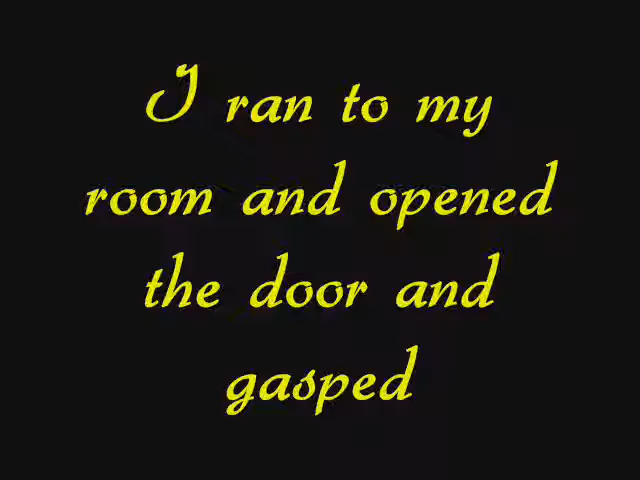 I ran to my
room and opened
the door and
gasped